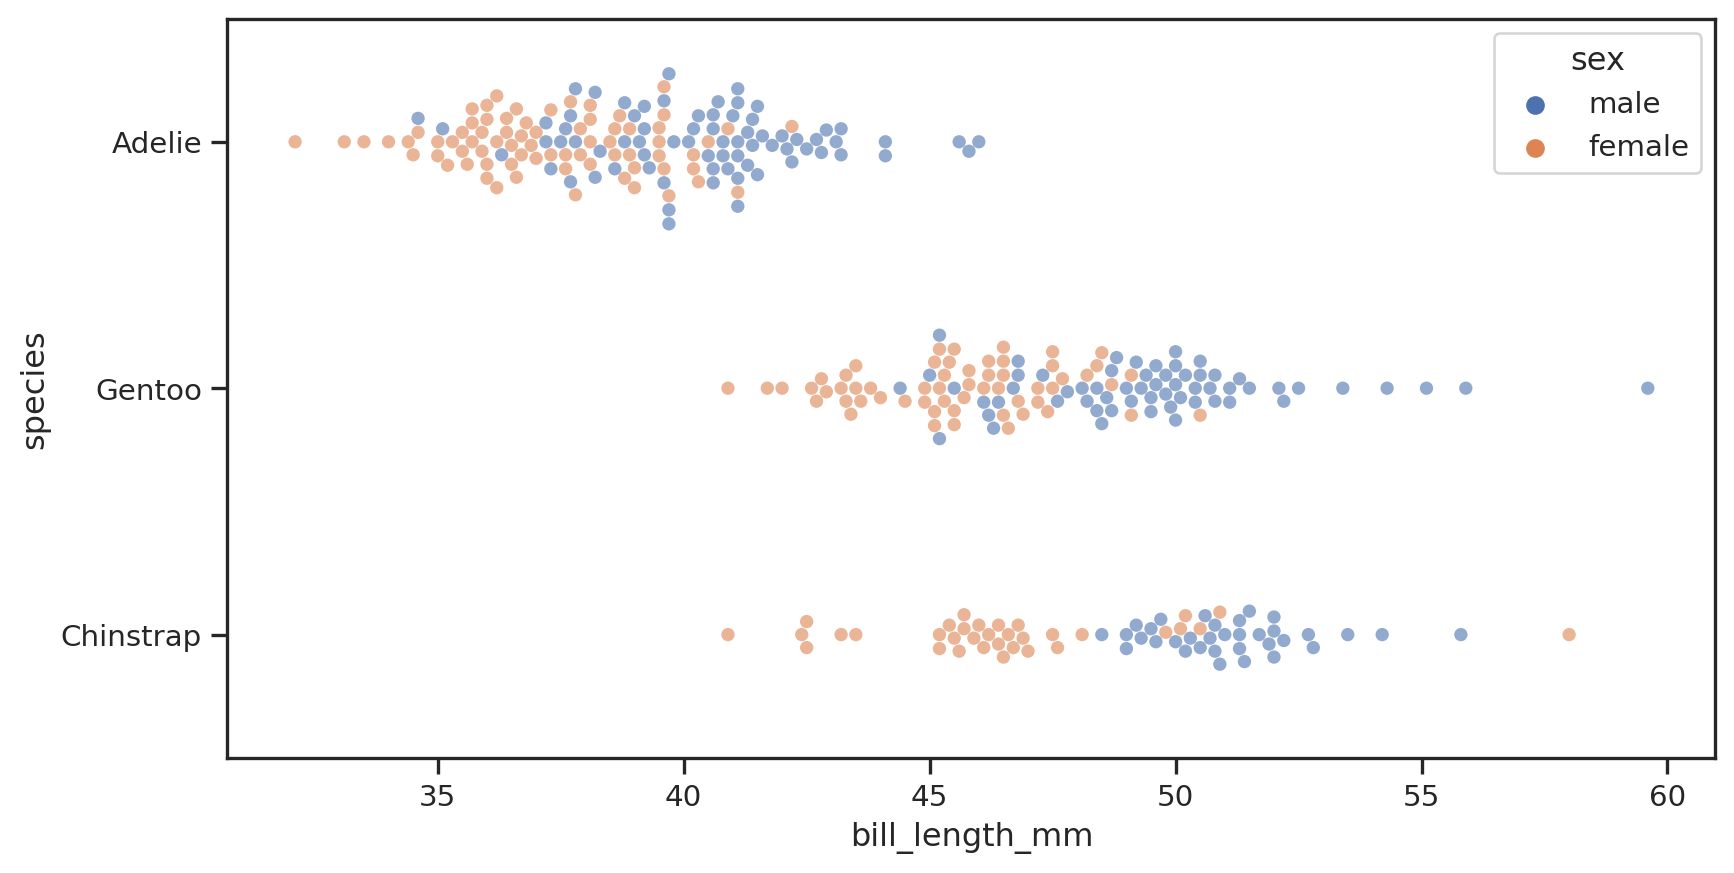 sex
male
female
Adelie
Gentoo
Chinstrap
species
35 40 45 50 55 60
bill_length_mm